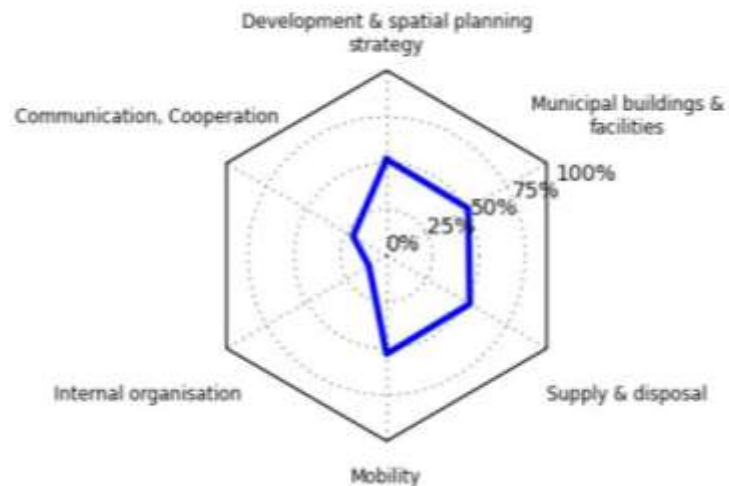 Development & spatial planning
strategy
Communication, Cooperation
Municipal buildings &
facilities
100%
75%
50%
25%
0%
Internal organisation
Supply & disposal
Mobility